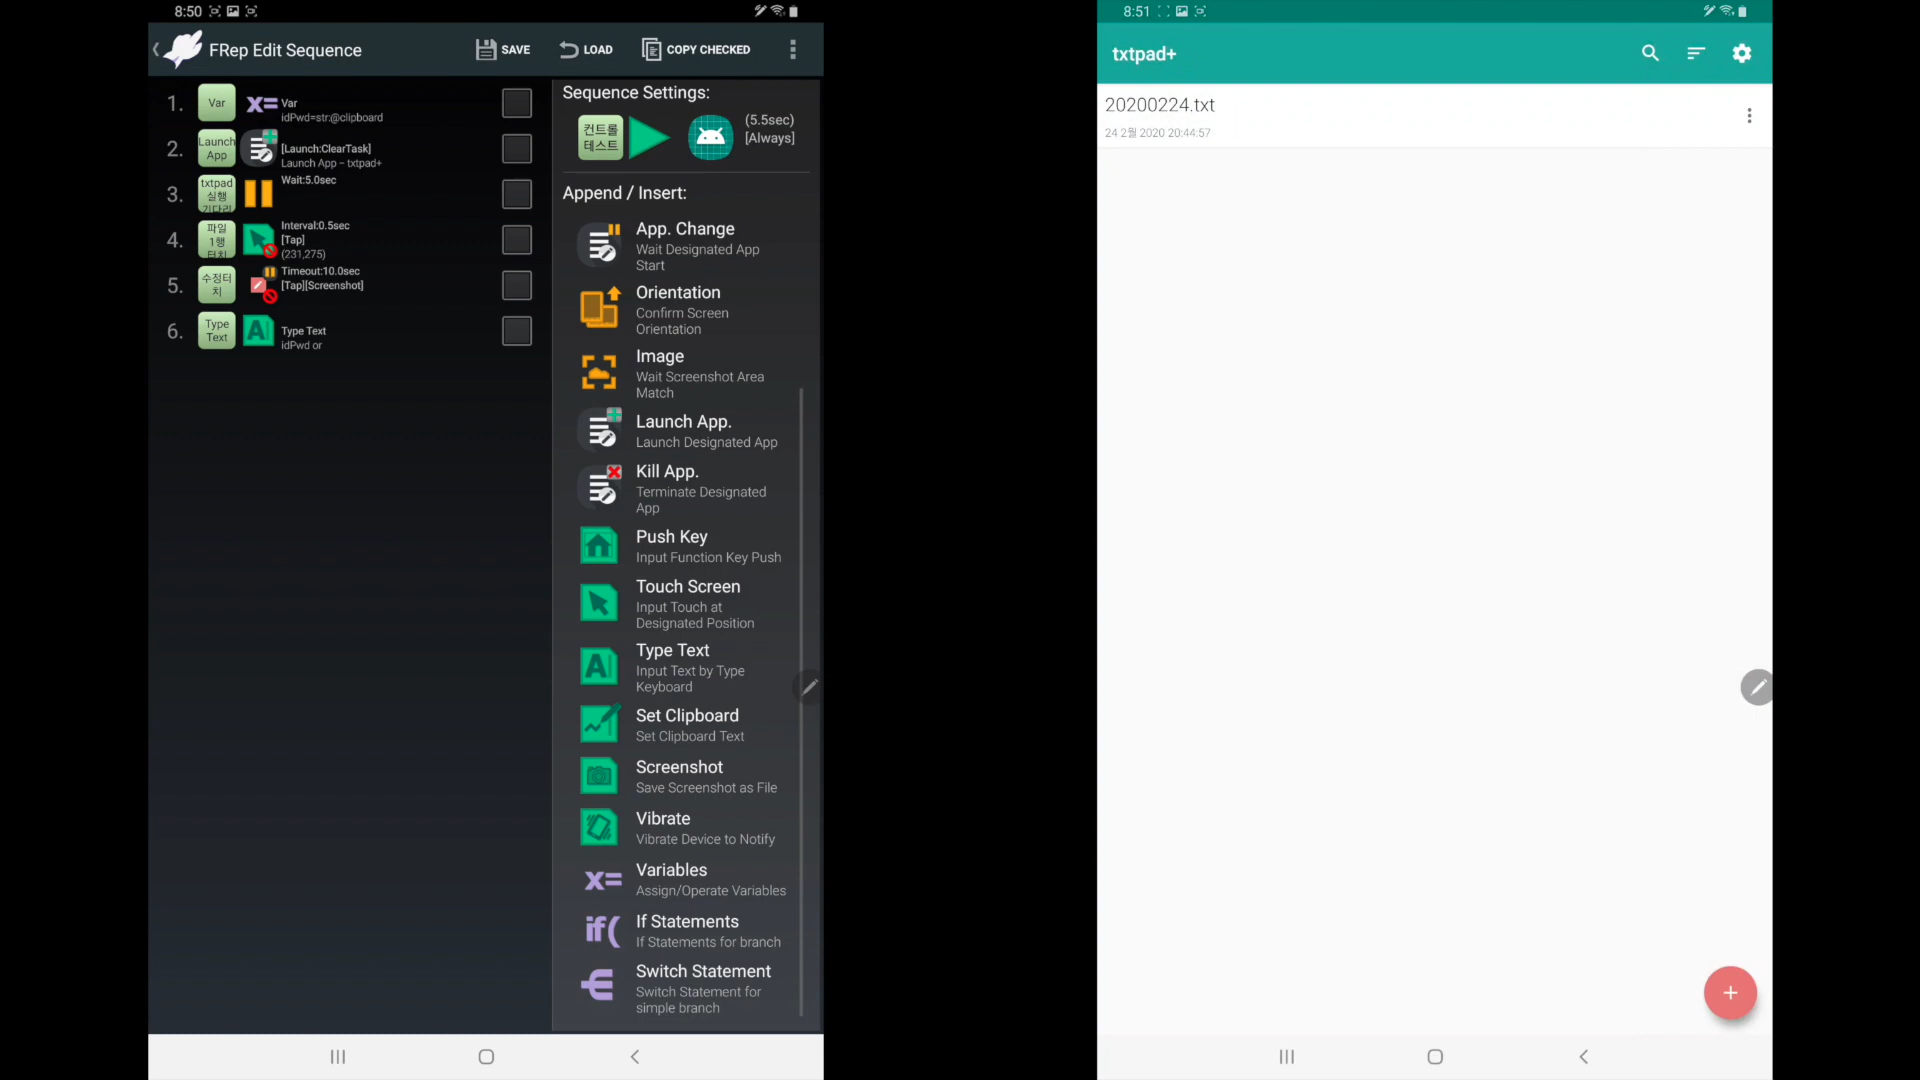 8:50
FRep Edit Sequence
SAVE
LOAD
COPY CHECKED
1.
Var
x=
Var
idPwd=str:@clipboard
2.
Launch
App
[Launch:ClearTask]
Launch App – txtpad+
3.
txtpad
실행
기다리
Wait:5.0sec
4.
파일
1행
터치
Interval:0.5sec
[Tap]
(231,275)
5.
수정터
치
Timeout:10.0sec
[Tap][Screenshot]
6.
Type
Text
A
Type Text
idPwd or
Sequence Settings:
컨트롤
테스트
(5.5sec)
[Always]
Append / Insert:
App. Change
Wait Designated App
Start
Orientation
Confirm Screen
Orientation
Image
Wait Screenshot Area
Match
Launch App.
Launch Designated App
Kill App.
Terminate Designated
App
Push Key
Input Function Key Push
Touch Screen
Input Touch at
Designated Position
A
Type Text
Input Text by Type
Keyboard
Set Clipboard
Set Clipboard Text
Screenshot
Save Screenshot as File
Vibrate
Vibrate Device to Notify
x=
Variables
Assign/Operate Variables
if(
If Statements
If Statements for branch
Switch Statement
Switch Statement for
simple branch
8:51
txtpad+
20200224.txt
24 2월 2020 20:44:57